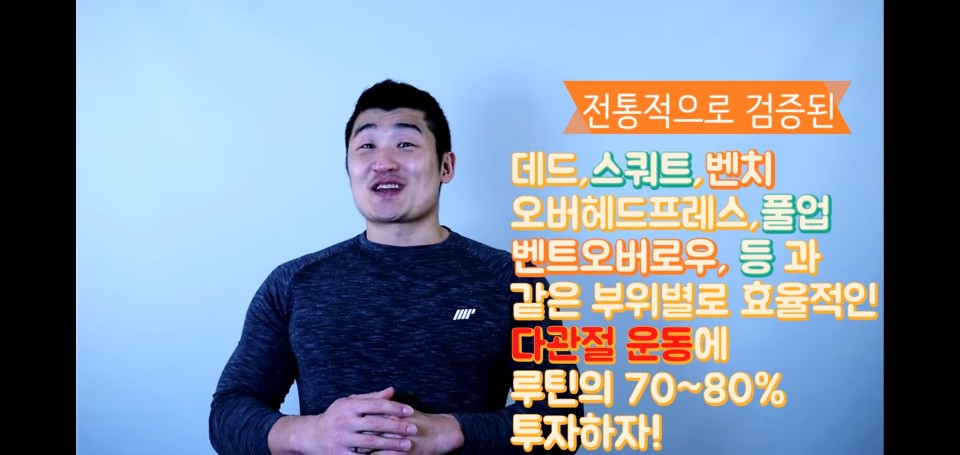 전통적으로 검증된
데드,스쿼트,벤치
오버헤드프레스,풀업
벤트오버로우, 등 과
같은 부위별로 효율적인
다관절 운동에
루틴의 70~80%
투자하자!